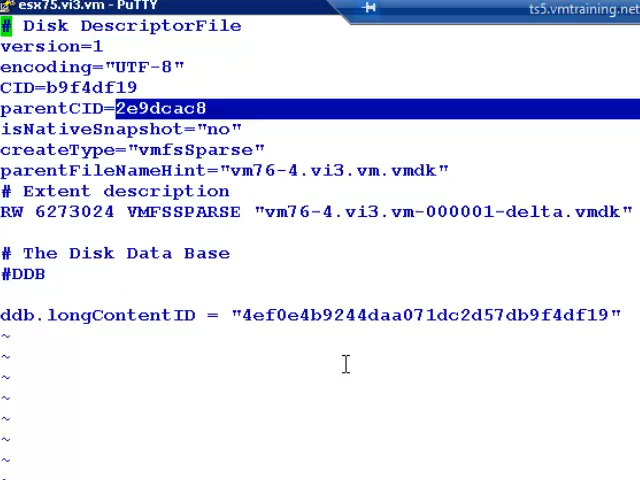 esx75.vi3.vm - PuTTY
ts5.vmtraining.net
# Disk DescriptorFile
version=1
encoding="UTF-8"
CID=b9f4df19
parentCID=2e9dcac8
isNativeSnapshot="no"
createType="vmfsSparse"
parentFileNameHint="vm76-4.vi3.vm.vmdk"
# Extent description
RW 6273024 VMFSSPARSE "vm76-4.vi3.vm-000001-delta.vmdk"
# The Disk Data Base
#DDB
ddb.longContentID = "4ef0e4b9244daa071dc2d57db9f4df19"
~
~
~
~
~
~
~